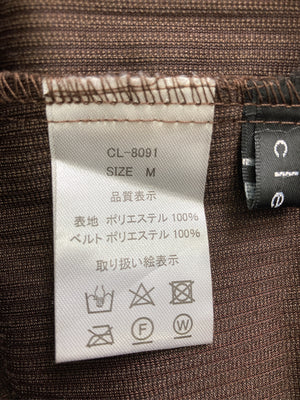 CL-8091
SIZE M
品質表示
表地 ポリエステル 100%
ベルト ポリエステル 100%
取り扱い絵表示
F W
c
e